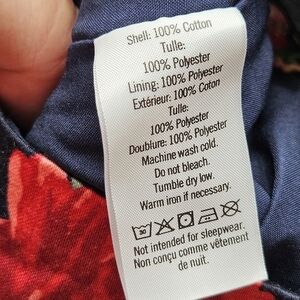 Shell: 100% Cotton
Tulle:
100% Polyester
Lining: 100% Polyester
Extérieur: 100% Coton
Tulle:
100% Polyester
Doublure: 100% Polyester
Machine wash cold.
Do not bleach.
Tumble dry low.
Warm iron if necessary.
30
Not intended for sleepwear.
Non conçu comme vêtement
de nuit.